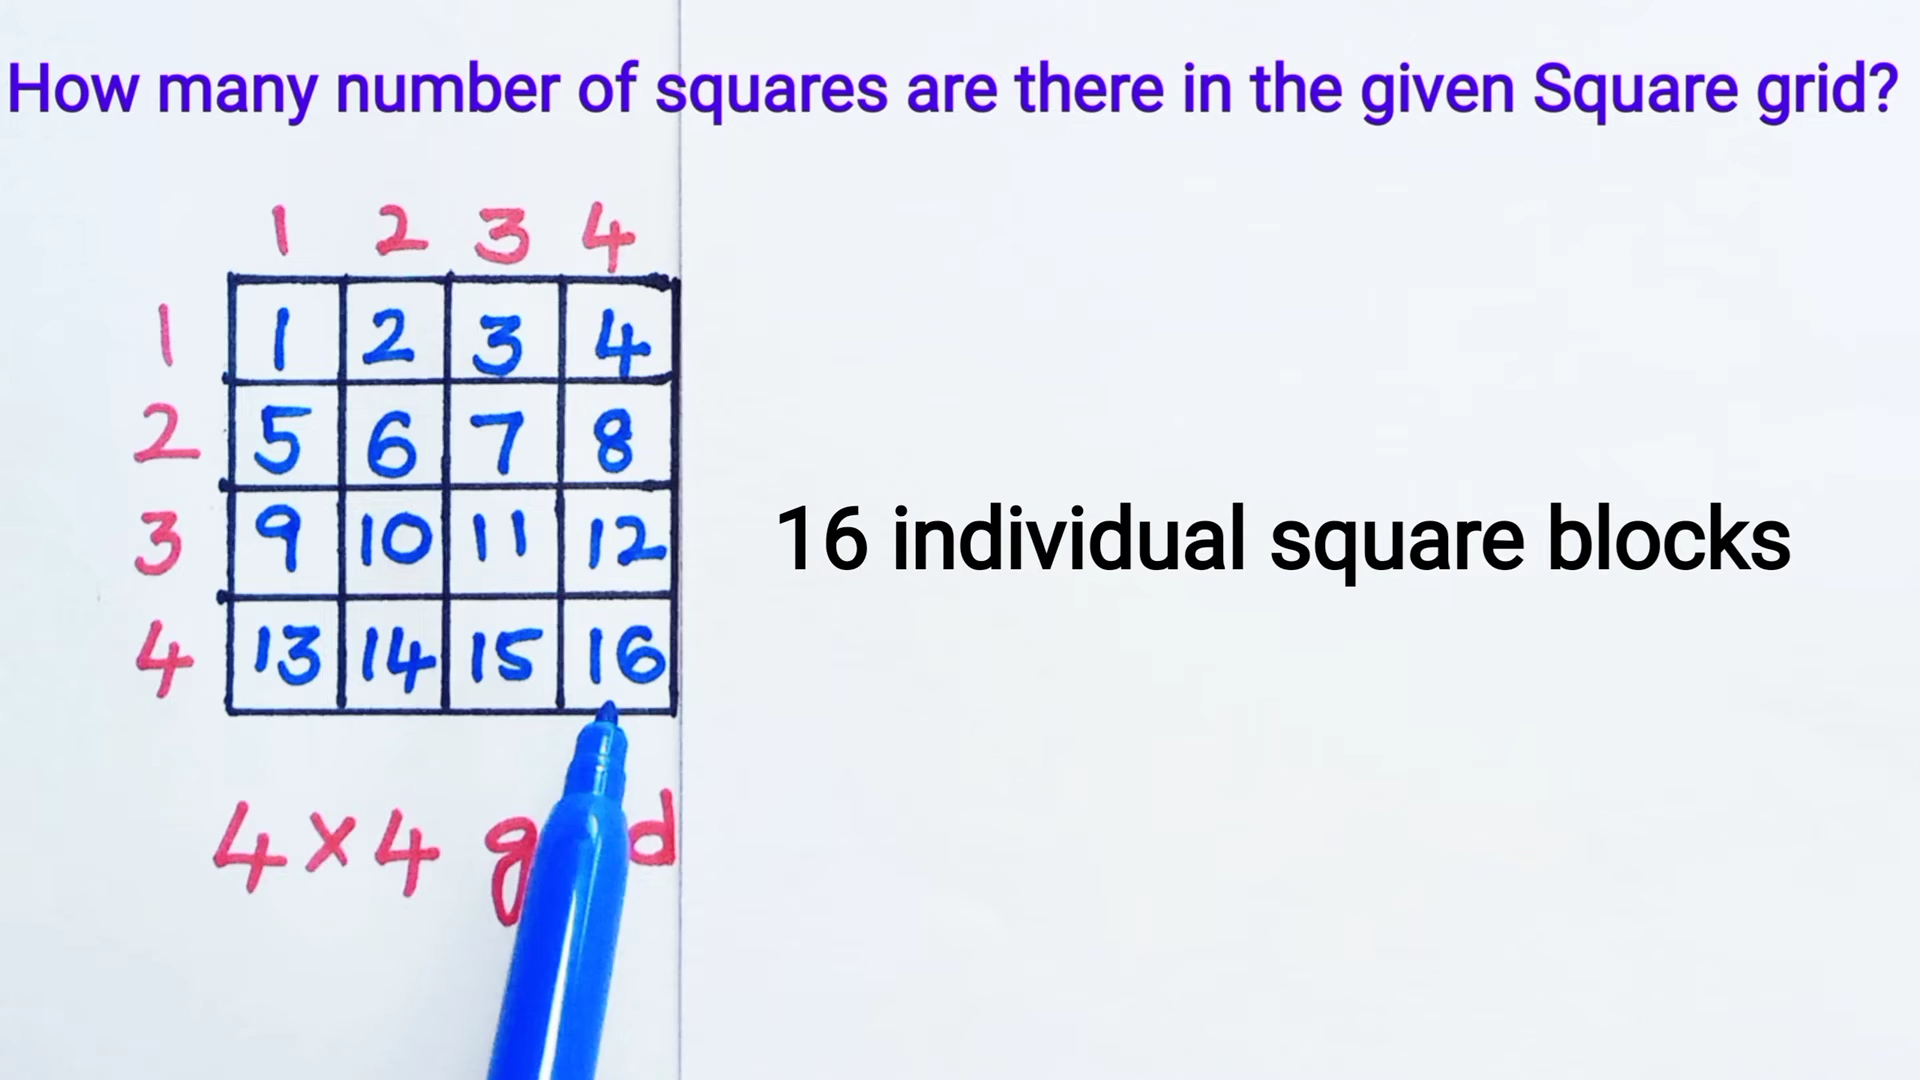 How many number of squares are there in the given Square grid?
1 2 3 4
1 1 2 3 4
2 5 6 7 8
16 individual square blocks
3 9 10 11 12
4 13 14 15 16
4 × 4